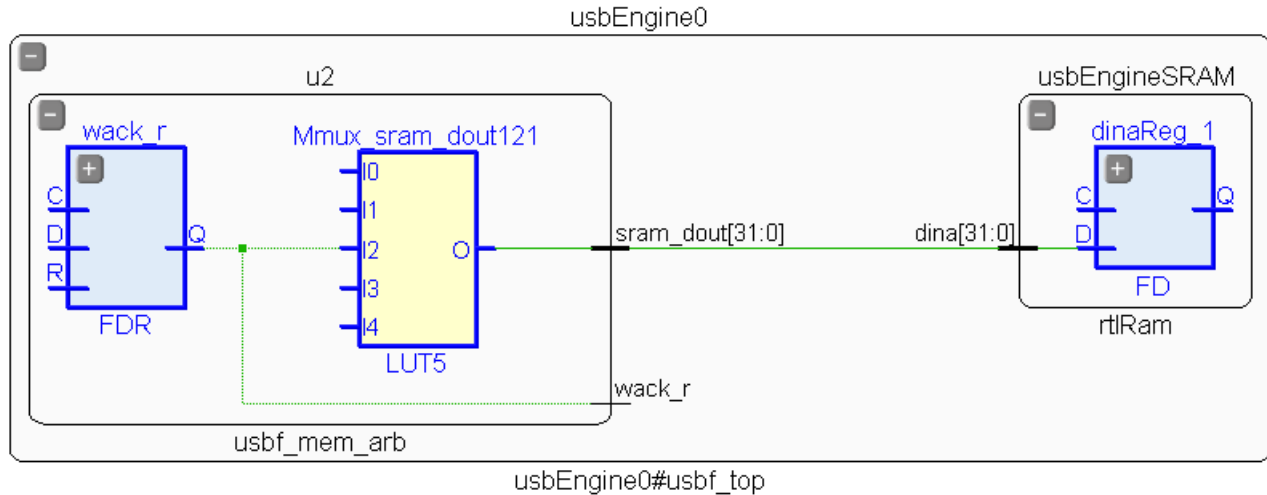 usbEngine0
u2
usbEngineSRAM
wack_r
Mmux_sram_dout121
dinaReg_1
C
D
R
Q
I0
I1
I2
I3
I4
O
sram_dout[31:0]
dina[31:0]
C
D
Q
FDR
LUT5
FD
rtlRam
wack_r
usbf_mem_arb
usbEngine0#usbf_top